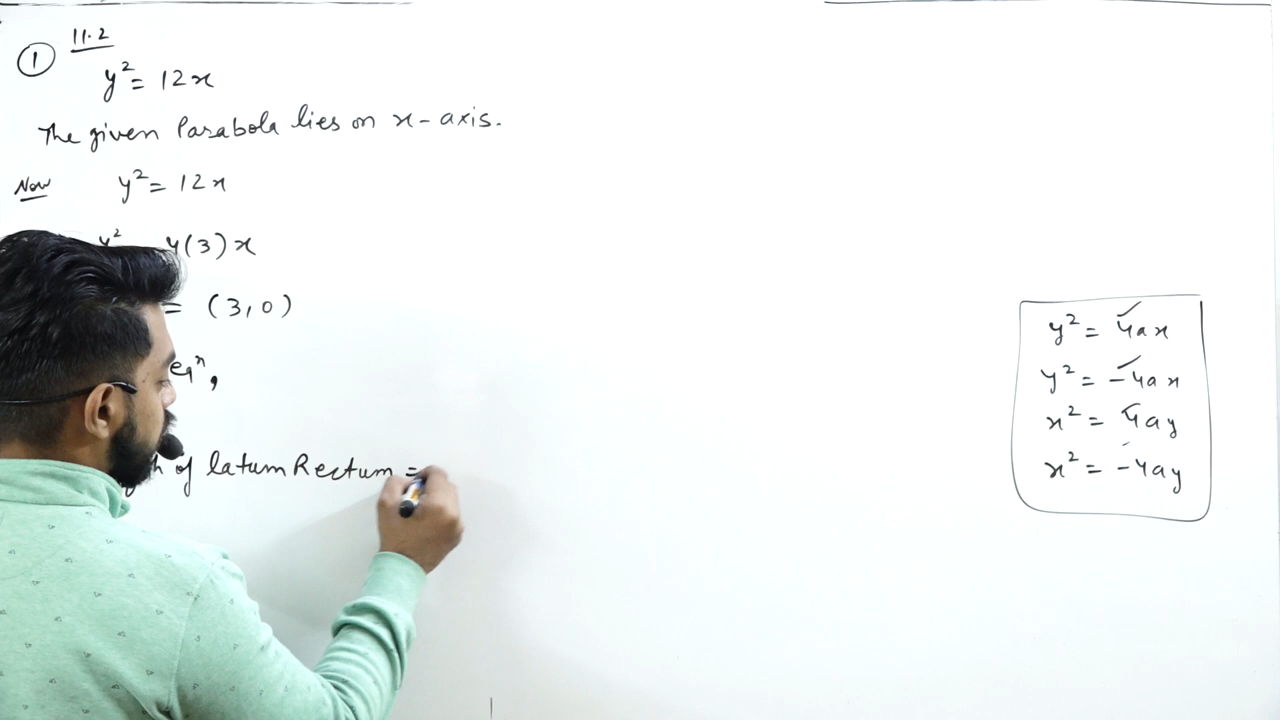 11.2
① y² = 12x
The given Parabola lies on x-axis.
Now y² = 12x
y² 4(3)x
= (3,0)
eqⁿ,
of latum Rectum =
y² = 4ax
y² = -4ax
x² = 4ay
x² = -4ay